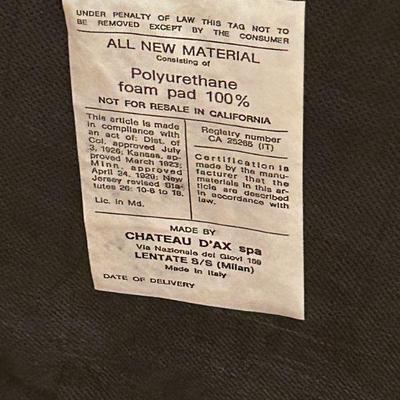 UNDER PENALTY OF LAW THIS TAG NOT TO
BE REMOVED EXCEPT BY THE CONSUMER
ALL NEW MATERIAL
Consisting of
Polyurethane
foam pad 100%
NOT FOR RESALE IN CALIFORNIA
This article is made
in compliance with
an act of: Dist. of
Col. approved July
3, 1926; Kansas, ap-
proved March 1923;
Minn. approved
April 24, 1929; New
Jersey revised Sta-
tutes 26: 10-6 to 18.
Lic. in Md.
Registry number
CA 25265 (IT)
Certification is
made by the manu-
facturer that the
materials in this ar-
ticle are described
in accordance with
law.
MADE BY
CHATEAU D'AX spa
Via Nazionale dei Giovi 159
LENTATE S/S (Milan)
Made in Italy
DATE OF DELIVERY